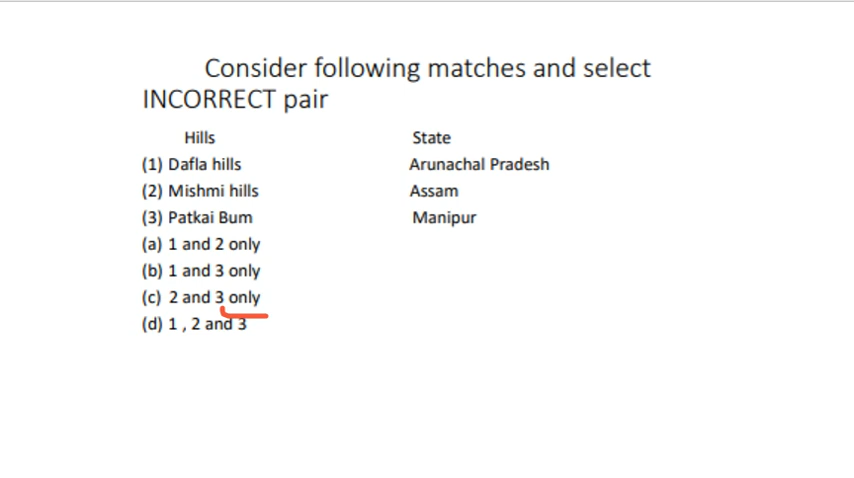 Consider following matches and select
INCORRECT pair
Hills State
(1) Dafla hills Arunachal Pradesh
(2) Mishmi hills Assam
(3) Patkai Bum Manipur
(a) 1 and 2 only
(b) 1 and 3 only
(c) 2 and 3 only
(d) 1 , 2 and 3